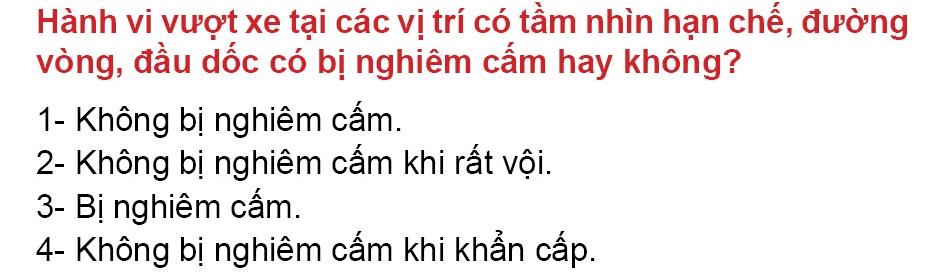 Hành vi vượt xe tại các vị trí có tầm nhìn hạn chế, đường
vòng, đầu dốc có bị nghiêm cấm hay không?
1- Không bị nghiêm cấm.
2- Không bị nghiêm cấm khi rất vội.
3- Bị nghiêm cấm.
4- Không bị nghiêm cấm khi khẩn cấp.